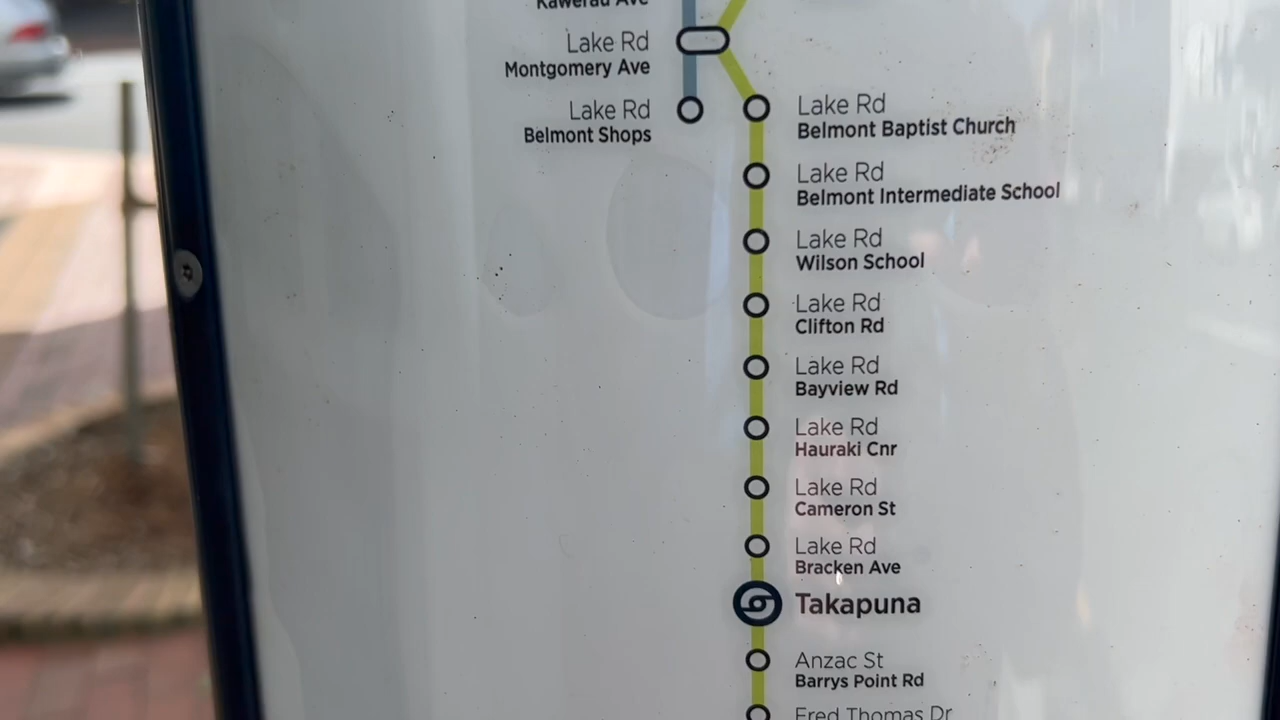 Kawerau Ave
Lake Rd
Montgomery Ave
Lake Rd
Belmont Shops
Lake Rd
Belmont Baptist Church
Lake Rd
Belmont Intermediate School
Lake Rd
Wilson School
Lake Rd
Clifton Rd
Lake Rd
Bayview Rd
Lake Rd
Hauraki Cnr
Lake Rd
Cameron St
Lake Rd
Bracken Ave
Takapuna
Anzac St
Barrys Point Rd
Fred Thomas Dr